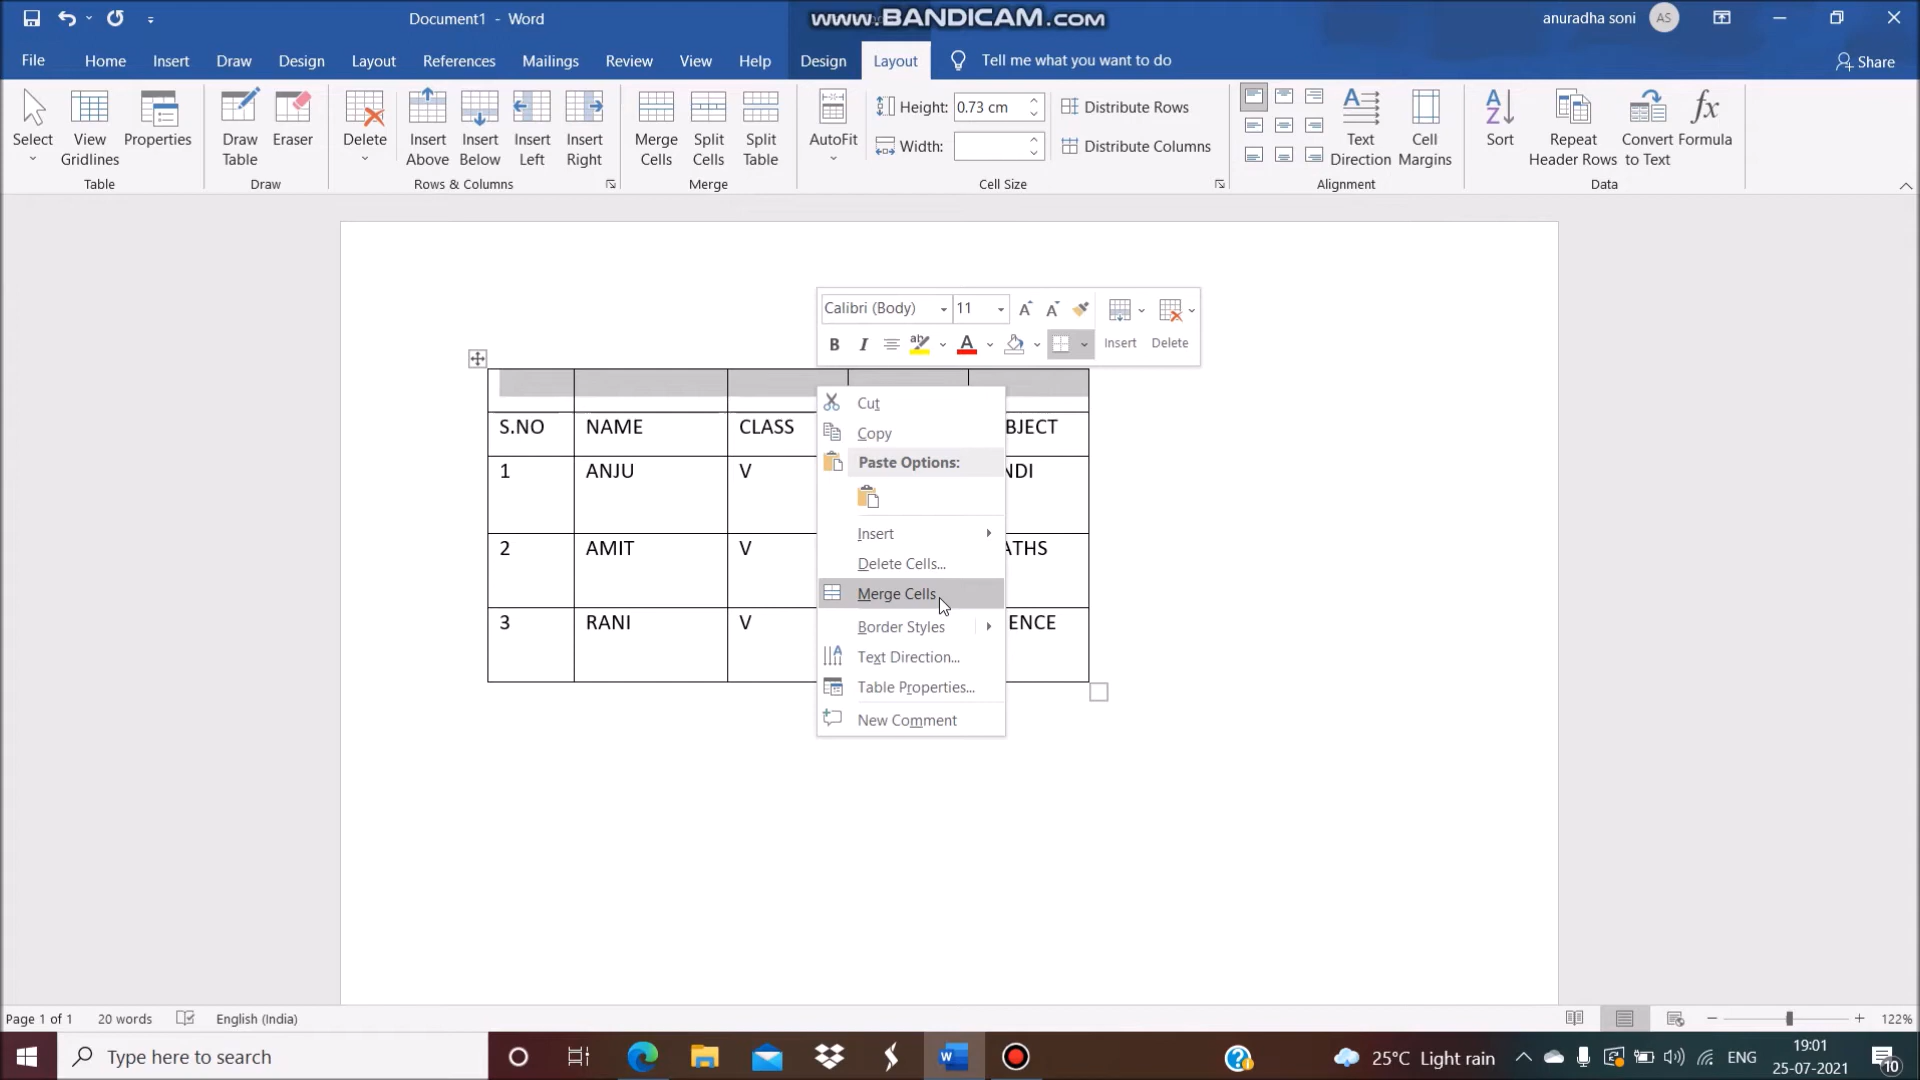 Document1 - Word
www.BANDICAM.com
anuradha soni
AS
File Home Insert Draw Design Layout References Mailings Review View Help Design Layout Tell me what you want to do
Share
Select
View Gridlines
Properties
Table
Draw Table
Eraser
Draw
Delete
Insert Above
Insert Below
Insert Left
Insert Right
Rows & Columns
Merge Cells
Split Cells
Split Table
Merge
AutoFit
Height: 0.73 cm
Width:
Distribute Rows
Distribute Columns
Cell Size
Text Direction
Cell Margins
Alignment
Sort
Repeat Header Rows
Convert to Text
Formula
Data
Calibri (Body) 11
Insert
Delete
S.NO NAME CLASS BJECT
1 ANJU V NDI
2 AMIT V ATHS
3 RANI V ENCE
Cut
Copy
Paste Options:
Insert
Delete Cells...
Merge Cells
Border Styles
Text Direction...
Table Properties...
New Comment
Page 1 of 1 20 words English (India)
122%
Type here to search
25°C Light rain
ENG
19:01
25-07-2021
10